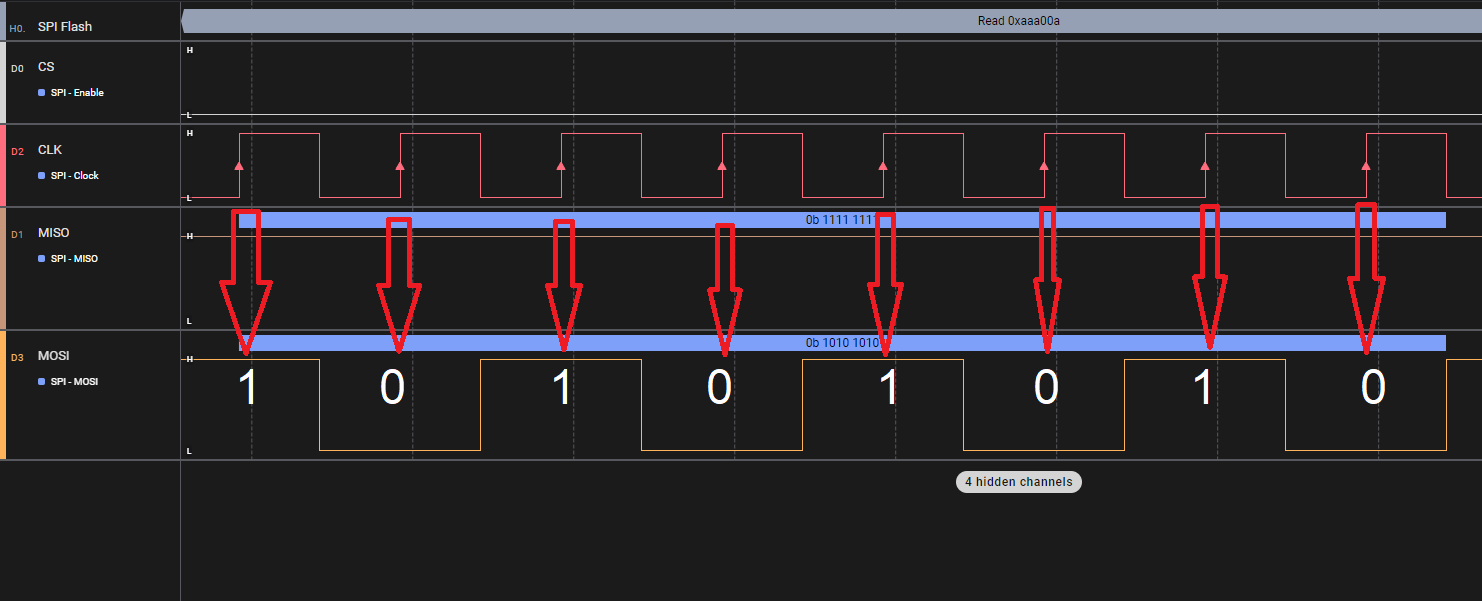 H0. SPI Flash
Read 0xaaa00a
H
D0 CS
SPI - Enable
L
H
D2 CLK
SPI - Clock
L
0b 1111 1111
D1 MISO
H
SPI - MISO
L
0b 1010 1010
D3 MOSI
H
SPI - MOSI
1 0 1 0 1 0 1 0
L
4 hidden channels